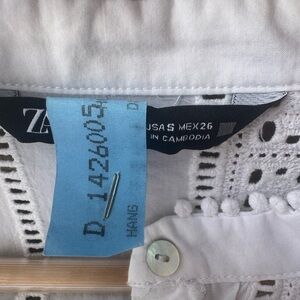 ZA
USA S MEX 26
IN CAMBODIA
D 1426005
HANG
D